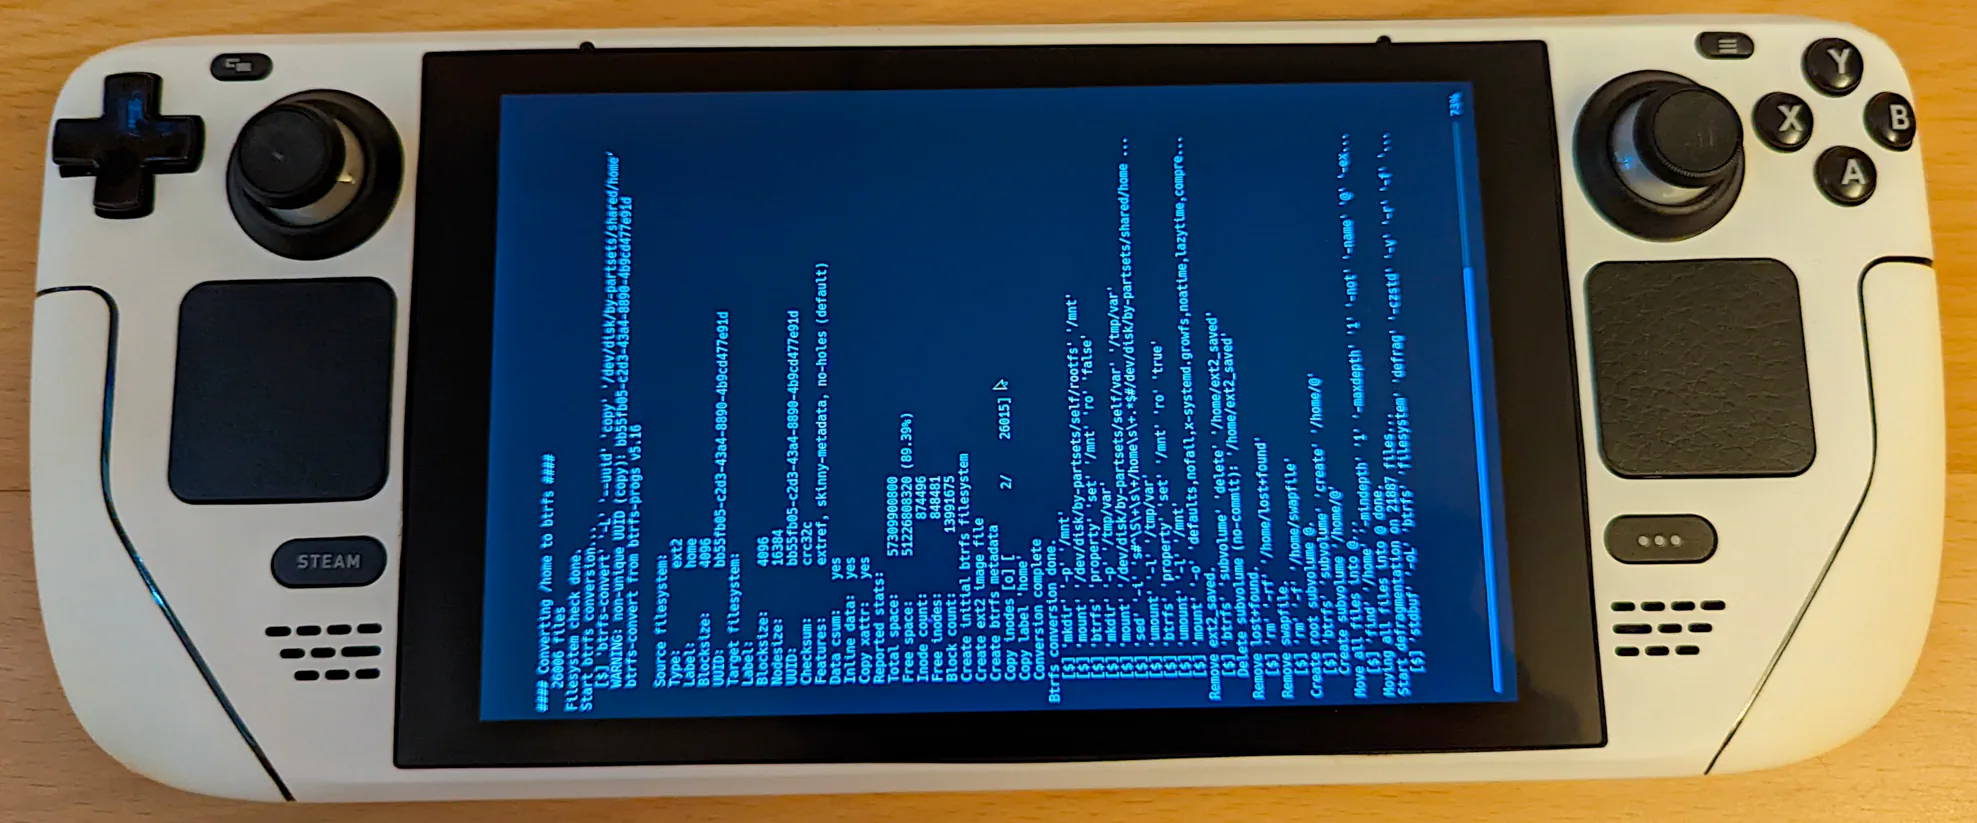 #### Converting /home to btrfs ####
26006 files.
Filesystem check done.
Start btrfs conversion...
[$] 'btrfs-convert' '-L' '--uuid' 'copy' '/dev/disk/by-partsets/shared/home'
WARNING: non-unique UUID (copy): bb55fb05-c2d3-43a4-8890-4b9cd477e91d
btrfs-convert from btrfs-progs v5.16
Source filesystem:
Type: ext2
Label: home
Blocksize: 4096
UUID: bb55fb05-c2d3-43a4-8890-4b9cd477e91d
Target filesystem:
Label:
Blocksize: 4096
Nodesize: 16384
UUID: bb55fb05-c2d3-43a4-8890-4b9cd477e91d
Checksum: crc32c
Features: extref, skinny-metadata, no-holes (default)
Data csum: yes
Inline data: yes
Copy xattr: yes
Reported stats:
Total space: 57309900800
Free space: 51226808320 (89.39%)
Inode count: 874496
Free inodes: 848481
Block count: 13991675
Create initial btrfs filesystem
Create ext2 image file
Create btrfs metadata
Copy inodes [o] [ 2/ 26015]
Copy label 'home'
Conversion complete
Btrfs conversion done.
[$] 'mkdir' '-p' '/mnt'
[$] 'mount' '/dev/disk/by-partsets/self/rootfs' '/mnt'
[$] 'btrfs' 'property' 'set' '/mnt' 'ro' 'false'
[$] 'mkdir' '-p' '/tmp/var'
[$] 'mount' '/dev/disk/by-partsets/self/var' '/tmp/var'
[$] 'sed' '-i' 's#^\S\+\s\+/home\s\+.*$#/dev/disk/by-partsets/shared/home ...
[$] 'umount' '-l' '/tmp/var'
[$] 'btrfs' 'property' 'set' '/mnt' 'ro' 'true'
[$] 'umount' '-l' '/mnt'
[$] 'mount' '-o' 'defaults,nofail,x-systemd.growfs,noatime,lazytime,compre...
Remove ext2_saved.
[$] 'btrfs' 'subvolume' 'delete' '/home/ext2_saved'
Delete subvolume (no-commit): '/home/ext2_saved'
Remove lost+found.
[$] 'rm' '-rf' '/home/lost+found'
Remove swapfile.
[$] 'rm' '-f' '/home/swapfile'
Create root subvolume @.
[$] 'btrfs' 'subvolume' 'create' '/home/@'
Create subvolume '/home/@'
Move all files into @...
[$] 'find' '/home' '-mindepth' '1' '-maxdepth' '1' '-not' '-name' '@' '-ex...
Moving all files into @ done.
Start defragmentation on 21887 files...
[$] 'stdbuf' '-oL' 'btrfs' 'filesystem' 'defrag' '-czstd' '-v' '-r' '-f' '...
73%
STEAM
Y
X
B
A